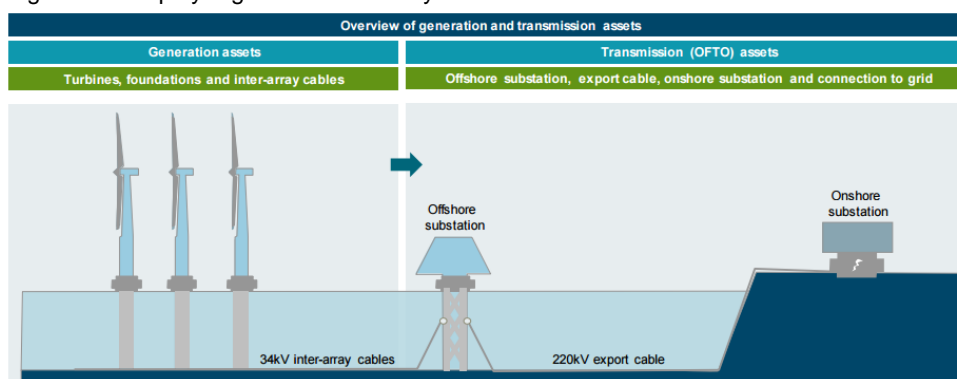 Overview of generation and transmission assets
Generation assets
Transmission (OFTO) assets
Turbines, foundations and inter-array cables
Offshore substation, export cable, onshore substation and connection to grid
Offshore
substation
Onshore
substation
34kV inter-array cables
220kV export cable